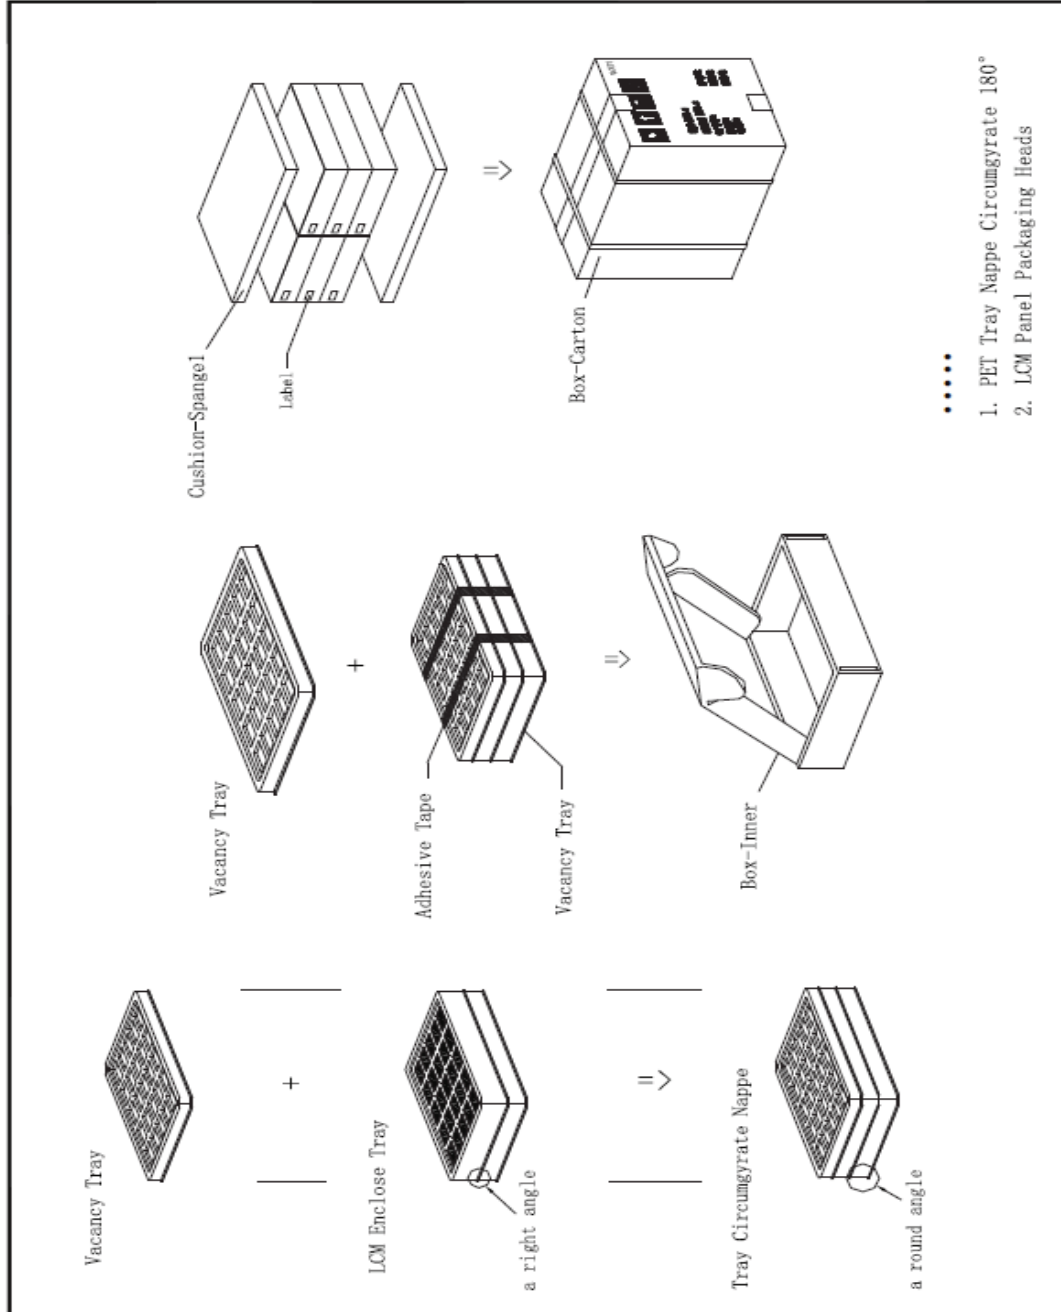 Vacancy Tray
+
LCM Enclose Tray
a right angle
Tray Circumgyrate Nappe
a round angle
Vacancy Tray
+
Adhesive Tape
Vacancy Tray
Box-Inner
Cushion-Spangel
Label
Box-Carton
1. PET Tray Nappe Circumgyrate 180°
2. LCM Panel Packaging Heads